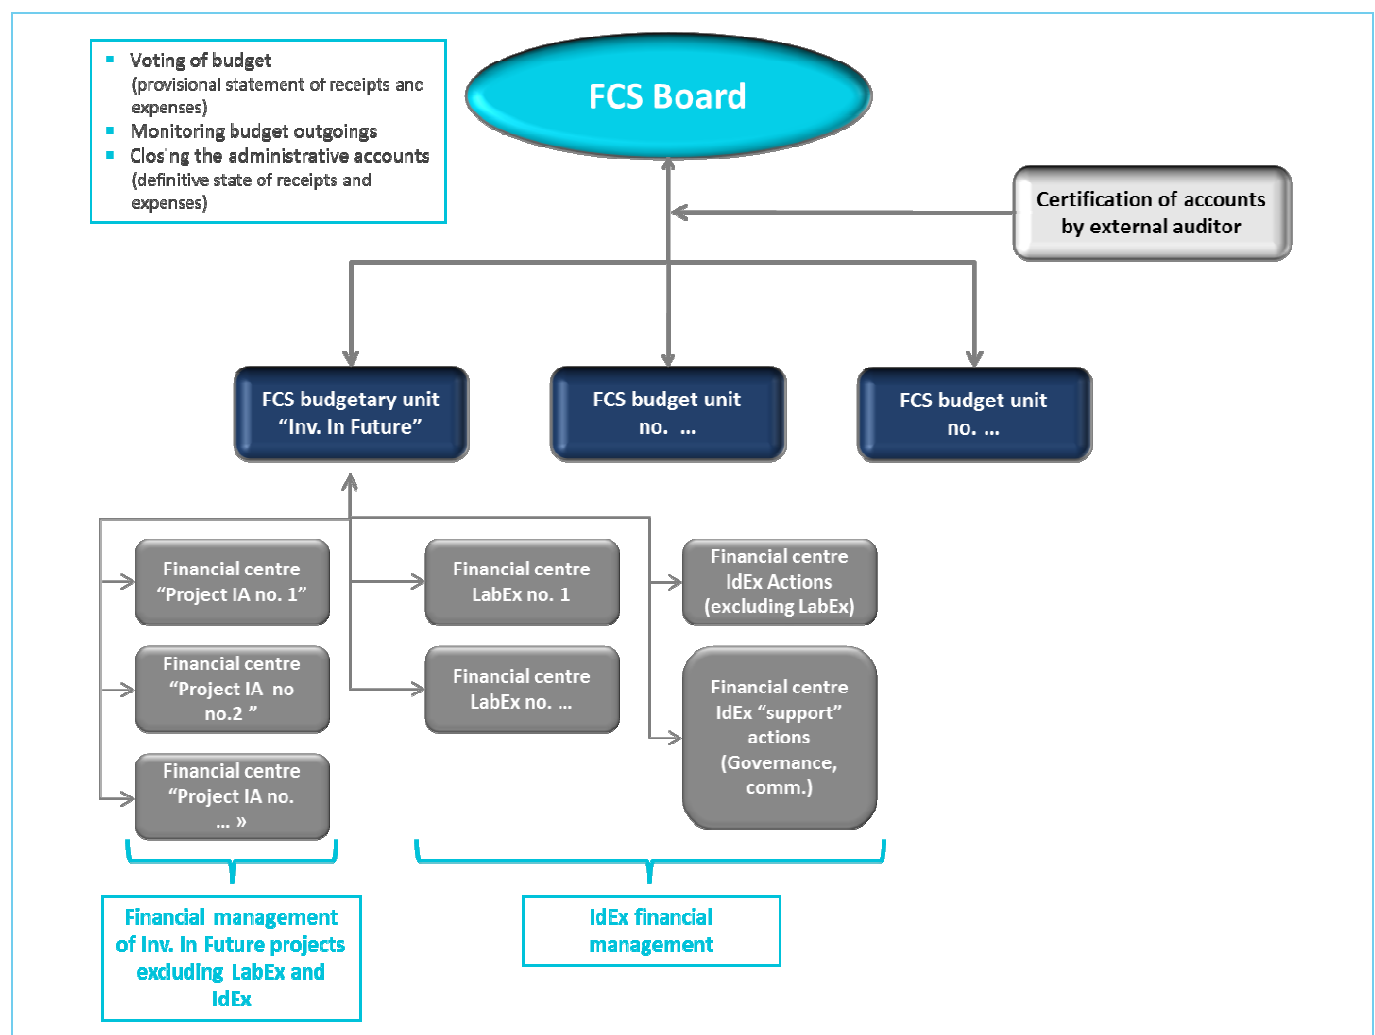 ▪ Voting of budget
(provisional statement of receipts and
expenses)
▪ Monitoring budget outgoings
▪ Closing the administrative accounts
(definitive state of receipts and
expenses)
FCS Board
Certification of accounts
by external auditor
FCS budgetary unit
“Inv. In Future”
FCS budget unit
no. ...
FCS budget unit
no. ...
Financial centre
“Project IA no. 1”
Financial centre
“Project IA no
no.2 ”
Financial centre
“Project IA no.
... »
Financial centre
LabEx no. 1
Financial centre
LabEx no. ...
Financial centre
IdEx Actions
(excluding LabEx)
Financial centre
IdEx “support”
actions
(Governance,
comm.)
Financial management
of Inv. In Future projects
excluding LabEx and
IdEx
IdEx financial
management